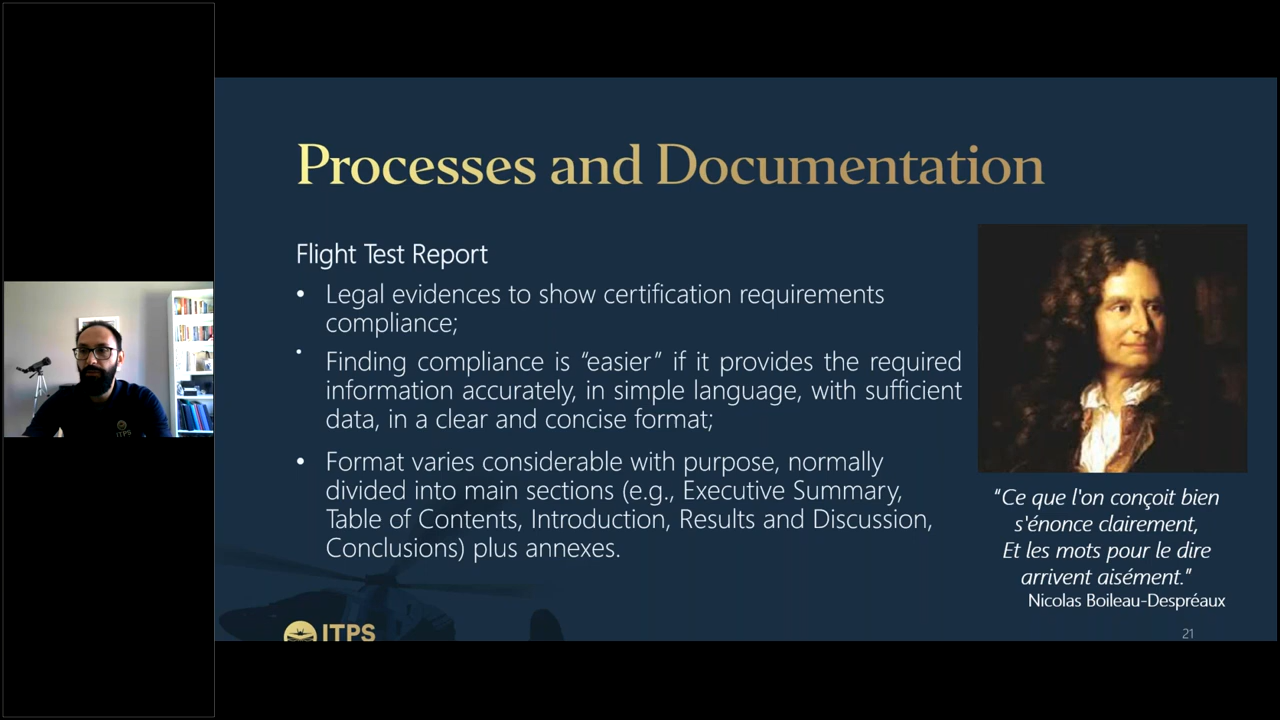 Processes and Documentation
Flight Test Report
• Legal evidences to show certification requirements
compliance;
• Finding compliance is “easier” if it provides the required
information accurately, in simple language, with sufficient
data, in a clear and concise format;
• Format varies considerable with purpose, normally
divided into main sections (e.g., Executive Summary,
Table of Contents, Introduction, Results and Discussion,
Conclusions) plus annexes.
“Ce que l'on conçoit bien
s'énonce clairement,
Et les mots pour le dire
arrivent aisément.”
Nicolas Boileau-Despréaux
ITPS
21
ITPS